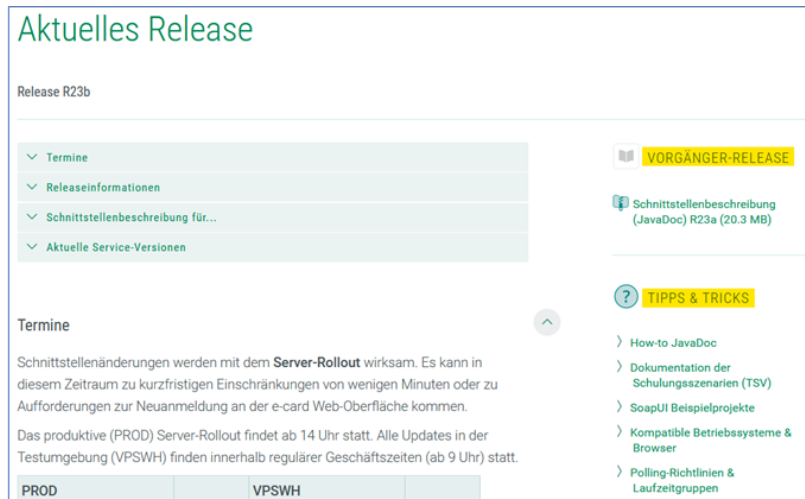 Aktuelles Release
Release R23b
Termine
Releaseinformationen
Schnittstellenbeschreibung für...
Aktuelle Service-Versionen
Termine
Schnittstellenänderungen werden mit dem Server-Rollout wirksam. Es kann in
diesem Zeitraum zu kurzfristigen Einschränkungen von wenigen Minuten oder zu
Aufforderungen zur Neuanmeldung an der e-card Web-Oberfläche kommen.
Das produktive (PROD) Server-Rollout findet ab 14 Uhr statt. Alle Updates in der
Testumgebung (VPSWH) finden innerhalb regulärer Geschäftszeiten (ab 9 Uhr) statt.
PROD VPSWH
VORGÄNGER-RELEASE
Schnittstellenbeschreibung
(JavaDoc) R23a (20.3 MB)
TIPPS & TRICKS
How-to JavaDoc
Dokumentation der
Schulungsszenarien (TSV)
SoapUI Beispielprojekte
Kompatible Betriebssysteme &
Browser
Polling-Richtlinien &
Laufzeitgruppen